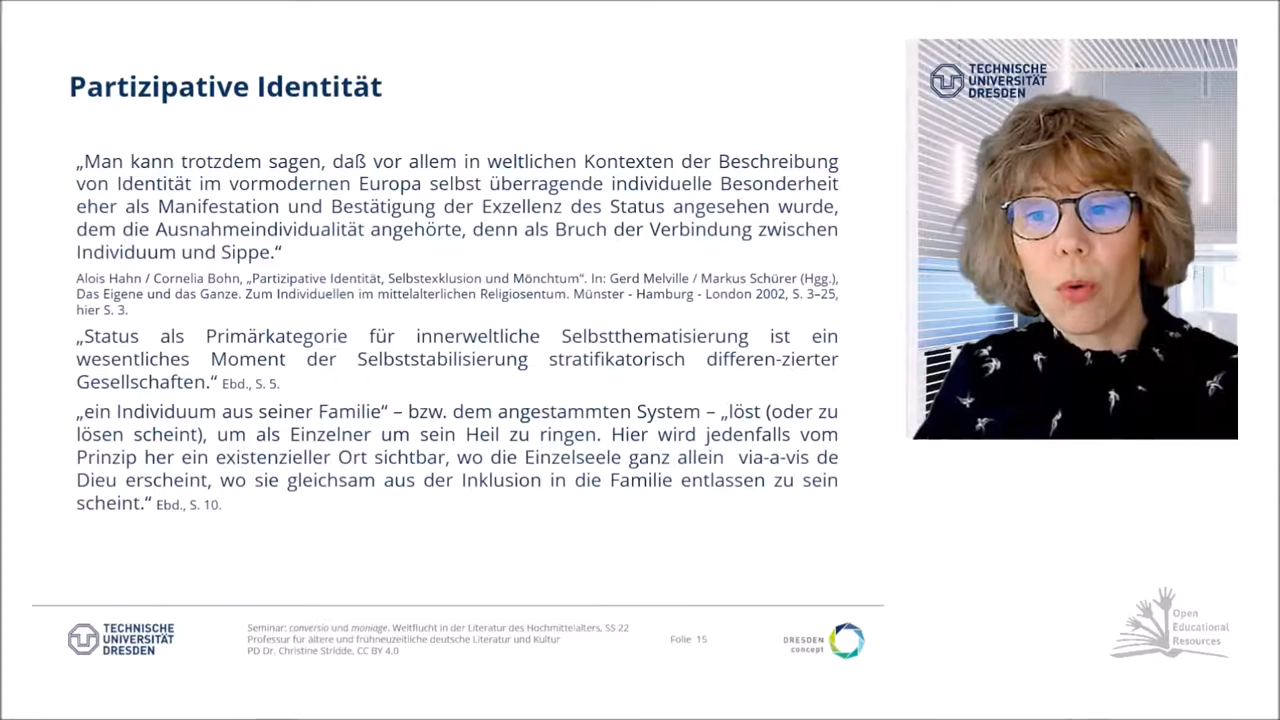 Partizipative Identität
„Man kann trotzdem sagen, daß vor allem in weltlichen Kontexten der Beschreibung
von Identität im vormodernen Europa selbst überragende individuelle Besonderheit
eher als Manifestation und Bestätigung der Exzellenz des Status angesehen wurde,
dem die Ausnahmeindividualität angehörte, denn als Bruch der Verbindung zwischen
Individuum und Sippe.“
Alois Hahn / Cornelia Bohn, „Partizipative Identität, Selbstexklusion und Mönchtum“. In: Gerd Melville / Markus Schürer (Hgg.),
Das Eigene und das Ganze. Zum Individuellen im mittelalterlichen Religiosentum. Münster - Hamburg - London 2002, S. 3–25,
hier S. 3.
„Status als Primärkategorie für innerweltliche Selbstthematisierung ist ein
wesentliches Moment der Selbststabilisierung stratifikatorisch differen-zierter
Gesellschaften.“ Ebd., S. 5.
„ein Individuum aus seiner Familie“ – bzw. dem angestammten System – „löst (oder zu
lösen scheint), um als Einzelner um sein Heil zu ringen. Hier wird jedenfalls vom
Prinzip her ein existenzieller Ort sichtbar, wo die Einzelseele ganz allein via-a-vis de
Dieu erscheint, wo sie gleichsam aus der Inklusion in die Familie entlassen zu sein
scheint.“ Ebd., S. 10.
TECHNISCHE
UNIVERSITÄT
DRESDEN
TECHNISCHE
UNIVERSITÄT
DRESDEN
Seminar: conversio und moniage. Weltflucht in der Literatur des Hochmittelalters, SS 22
Professur für ältere und frühneuzeitliche deutsche Literatur und Kultur
PD Dr. Christine Stridde, CC BY 4.0
Folie 15
DRESDEN
concept
Open
Educational
Resources